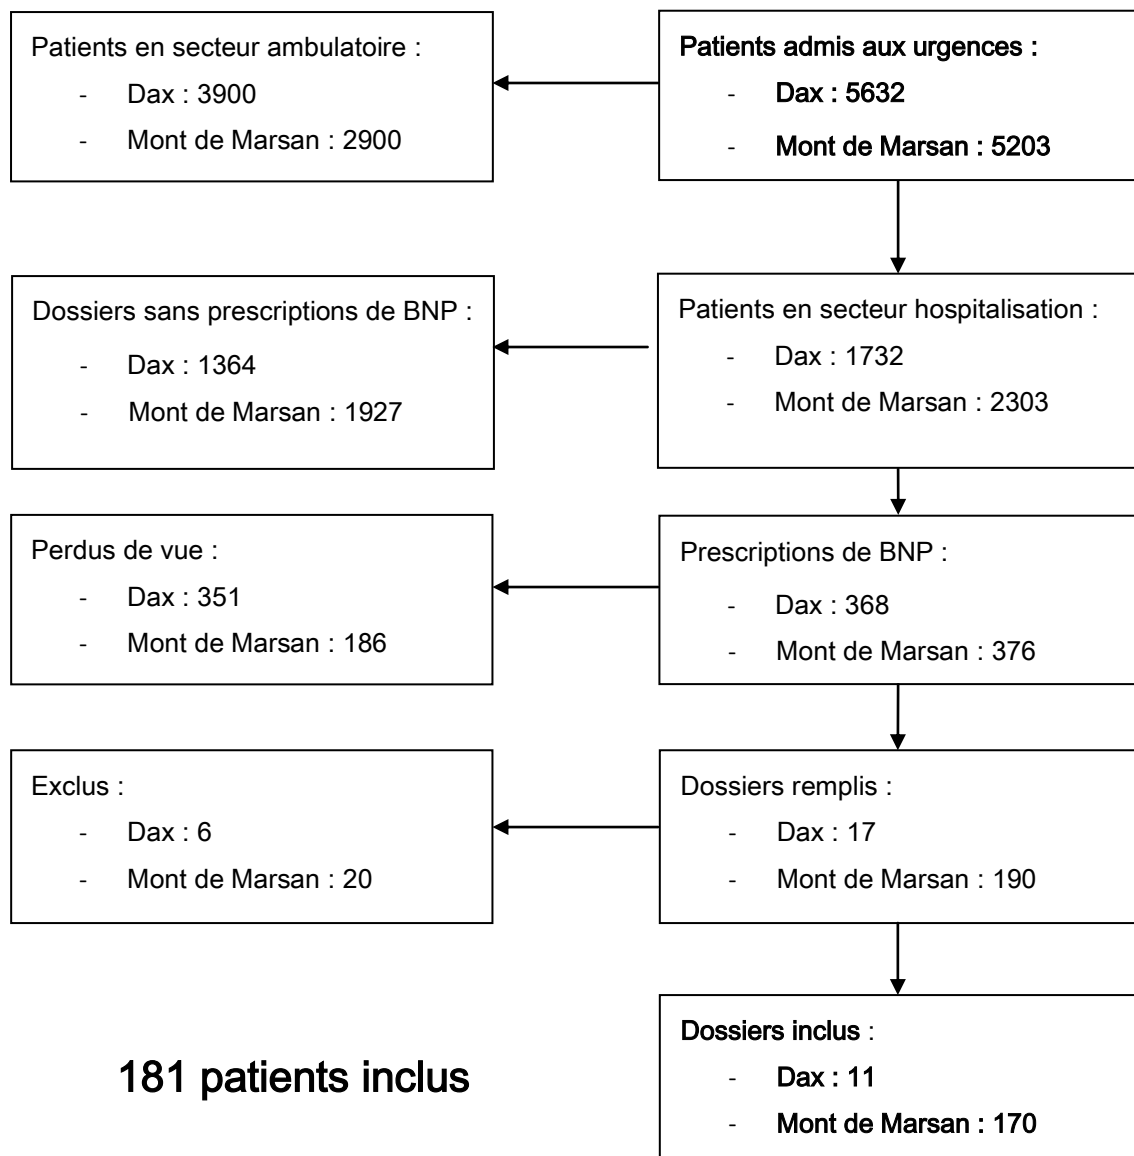 Patients en secteur ambulatoire :
- Dax : 3900
- Mont de Marsan : 2900
Patients admis aux urgences :
- Dax : 5632
- Mont de Marsan : 5203
Dossiers sans prescriptions de BNP :
- Dax : 1364
- Mont de Marsan : 1927
Patients en secteur hospitalisation :
- Dax : 1732
- Mont de Marsan : 2303
Perdus de vue :
- Dax : 351
- Mont de Marsan : 186
Prescriptions de BNP :
- Dax : 368
- Mont de Marsan : 376
Exclus :
- Dax : 6
- Mont de Marsan : 20
Dossiers remplis :
- Dax : 17
- Mont de Marsan : 190
181 patients inclus
Dossiers inclus :
- Dax : 11
- Mont de Marsan : 170